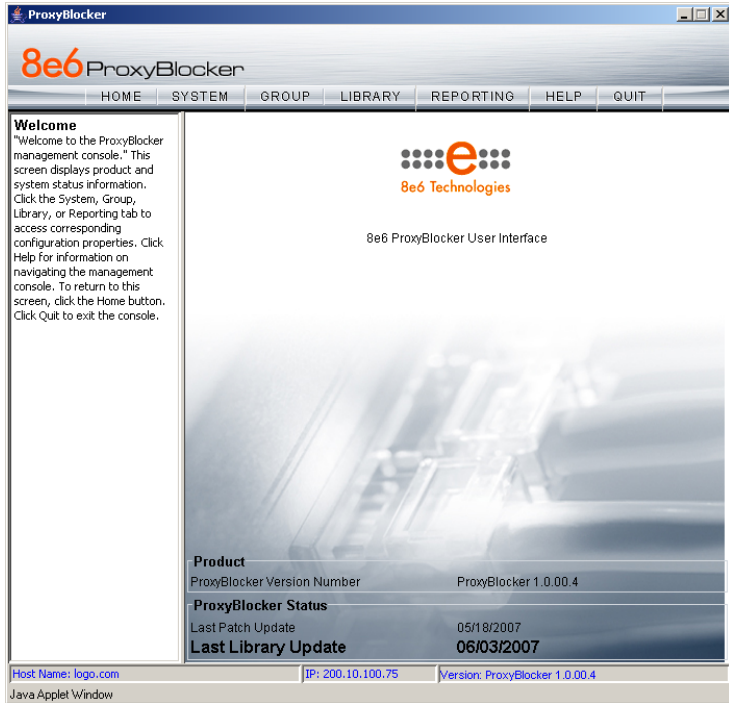 ProxyBlocker
8e6 ProxyBlocker
HOME SYSTEM GROUP LIBRARY REPORTING HELP QUIT
Welcome
"Welcome to the ProxyBlocker
management console." This
screen displays product and
system status information.
Click the System, Group,
Library, or Reporting tab to
access corresponding
configuration properties. Click
Help for information on
navigating the management
console. To return to this
screen, click the Home button.
Click Quit to exit the console.
e
8e6 Technologies
8e6 ProxyBlocker User Interface
Product
ProxyBlocker Version Number ProxyBlocker 1.0.00.4
ProxyBlocker Status
Last Patch Update 05/18/2007
Last Library Update 06/03/2007
Host Name: logo.com IP: 200.10.100.75 Version: ProxyBlocker 1.0.00.4
Java Applet Window